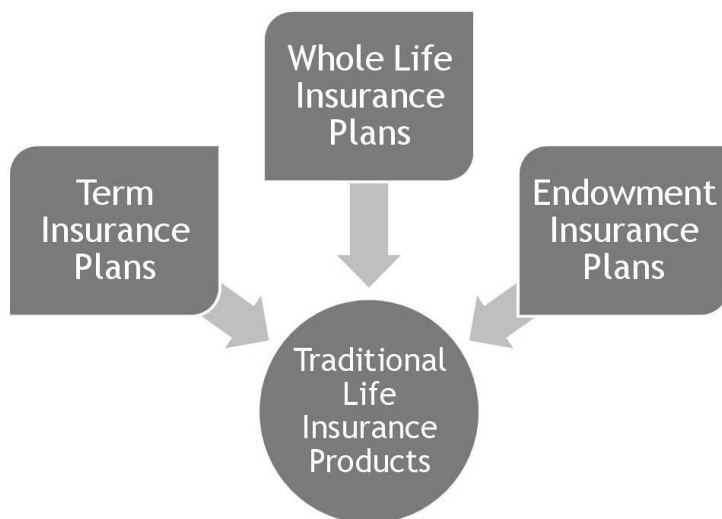 Whole Life
Insurance
Plans
Term
Insurance
Plans
Endowment
Insurance
Plans
Traditional
Life
Insurance
Products